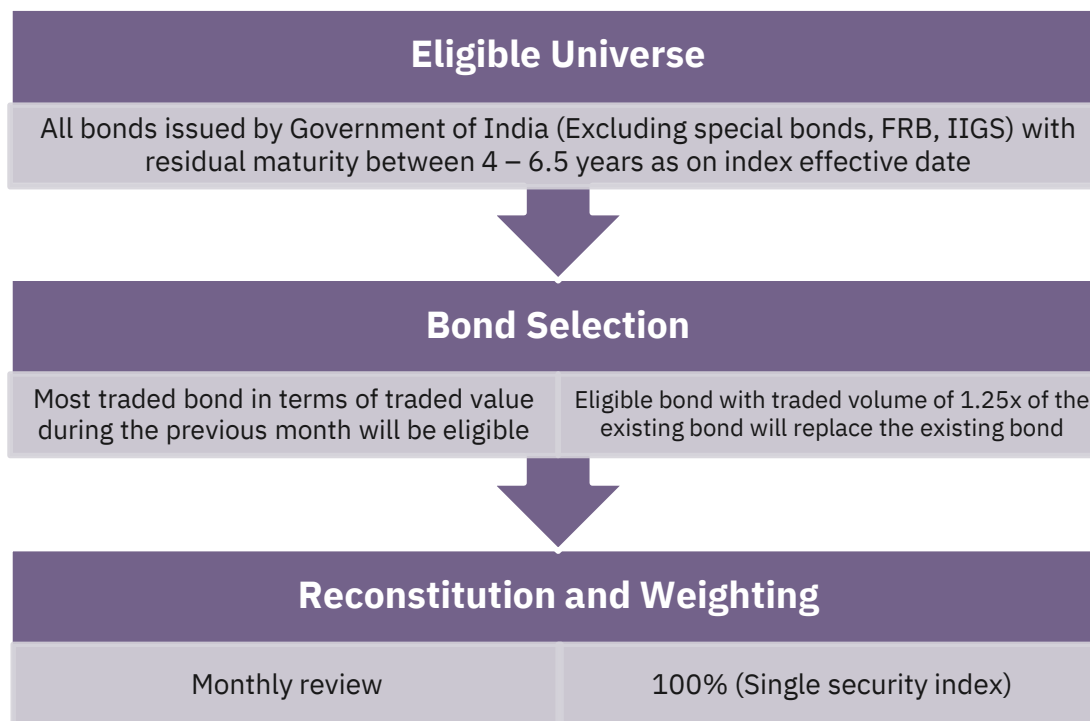 Eligible Universe
All bonds issued by Government of India (Excluding special bonds, FRB, IIGS) with
residual maturity between 4 – 6.5 years as on index effective date
Bond Selection
Most traded bond in terms of traded value
during the previous month will be eligible
Eligible bond with traded volume of 1.25x of the
existing bond will replace the existing bond
Reconstitution and Weighting
Monthly review
100% (Single security index)